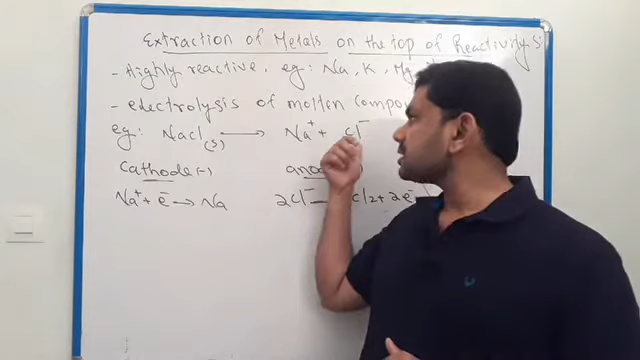 Extraction of Metals on the top of Reactivity S
- Highly reactive. eg: Na, K, Mg
- electrolysis of molten Compo
eg: NaCl(s) ⟶ Na⁺ + Cl⁻
Cathode (-) ano
Na⁺ + e⁻ → Na 2Cl⁻ Cl2 + 2e⁻